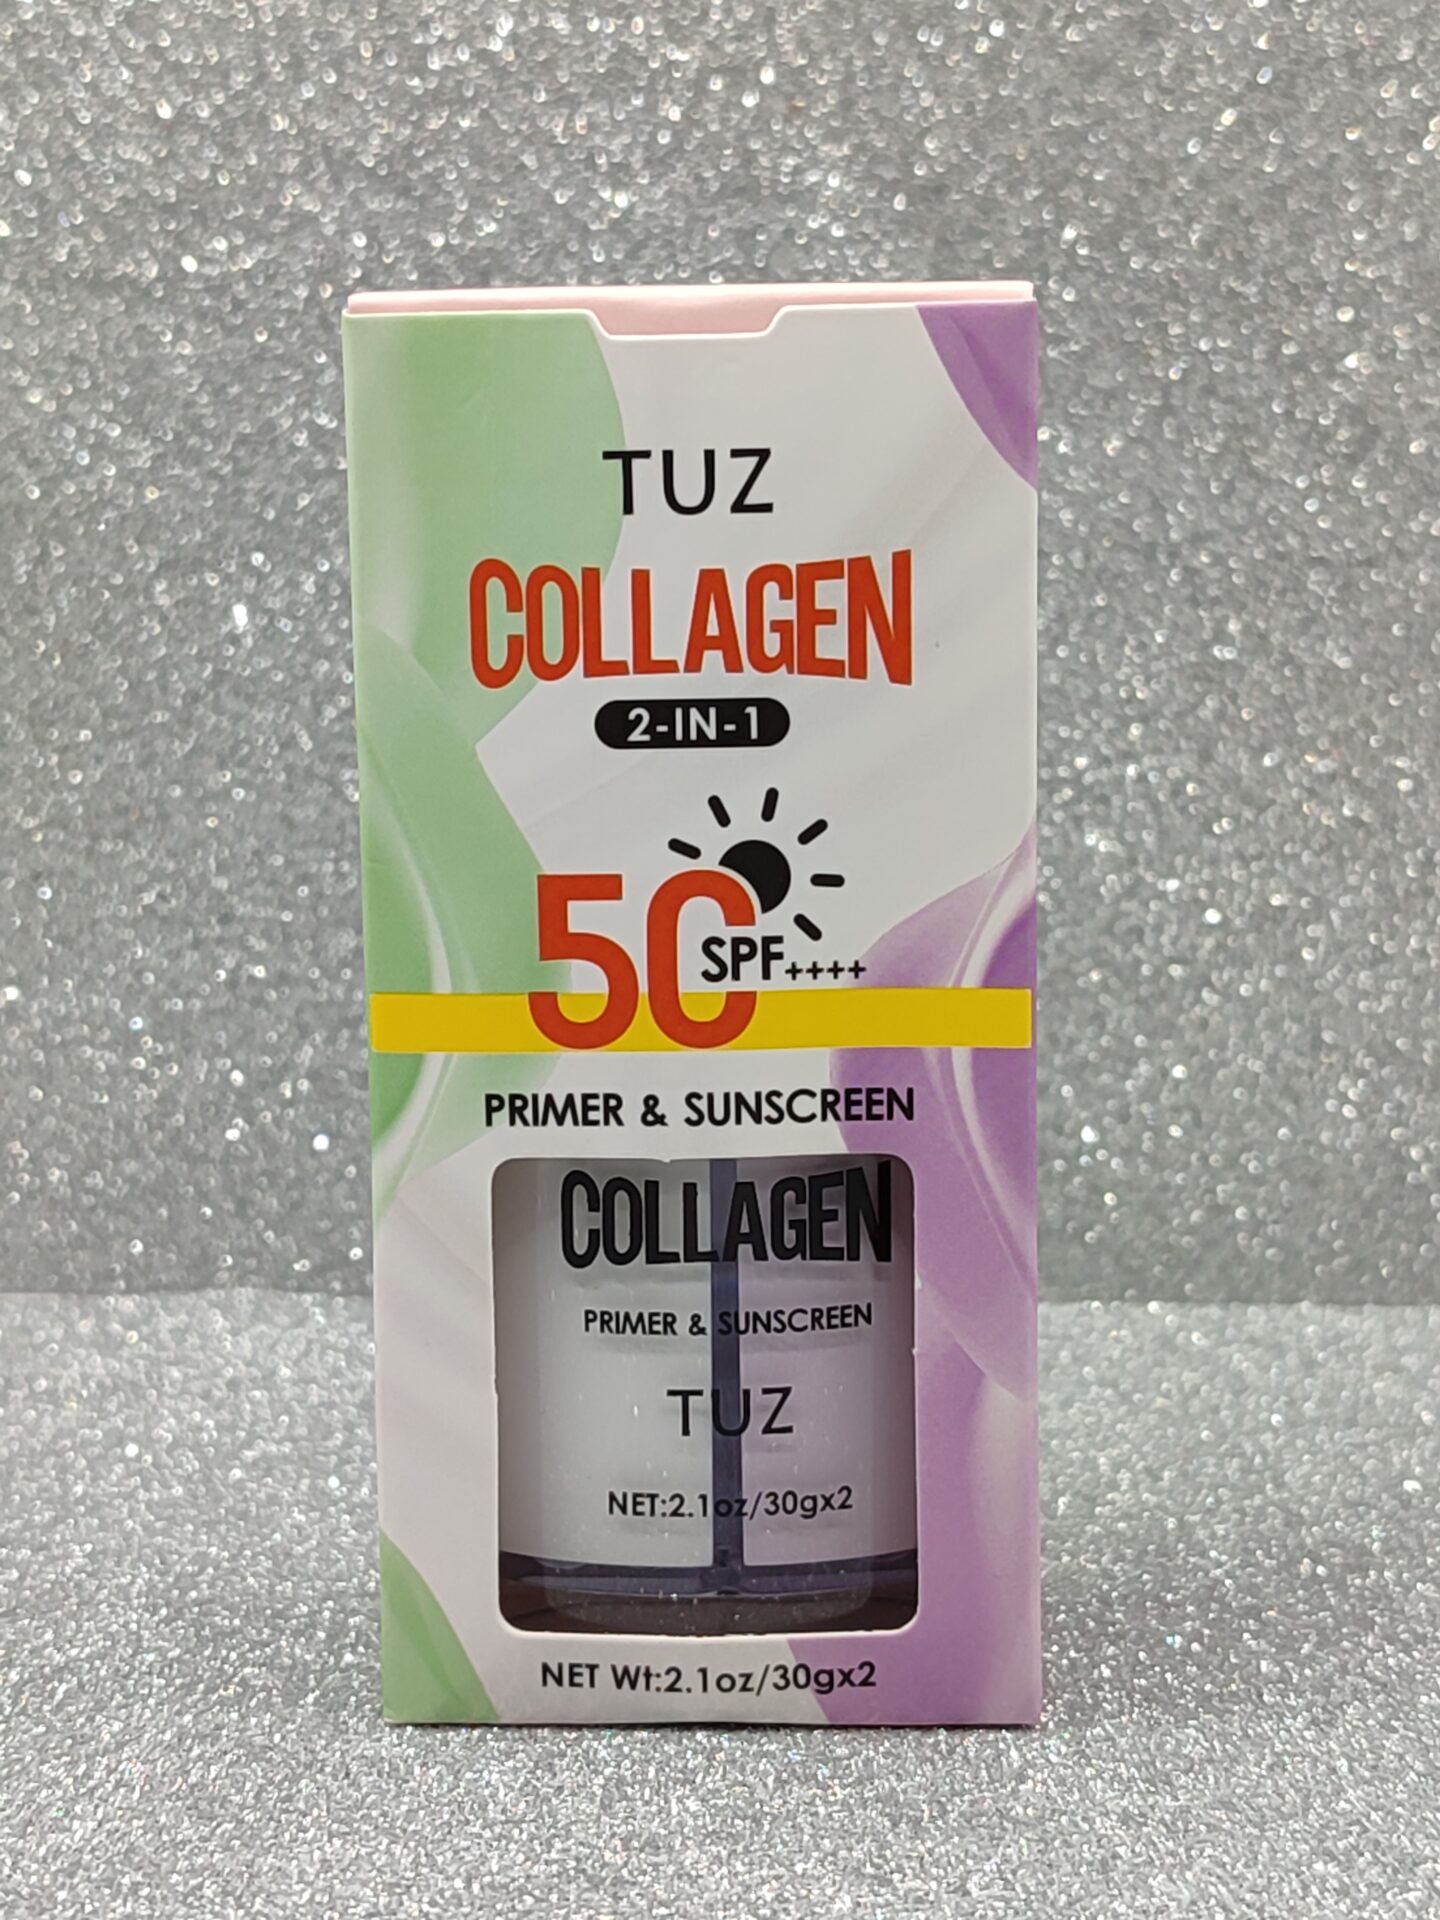 TUZ
COLLAGEN
2-IN-1
50 SPF++++
PRIMER & SUNSCREEN
COLLAGEN
PRIMER & SUNSCREEN
TUZ
NET:2.1oz/30gx2
NET Wt:2.1oz/30gx2